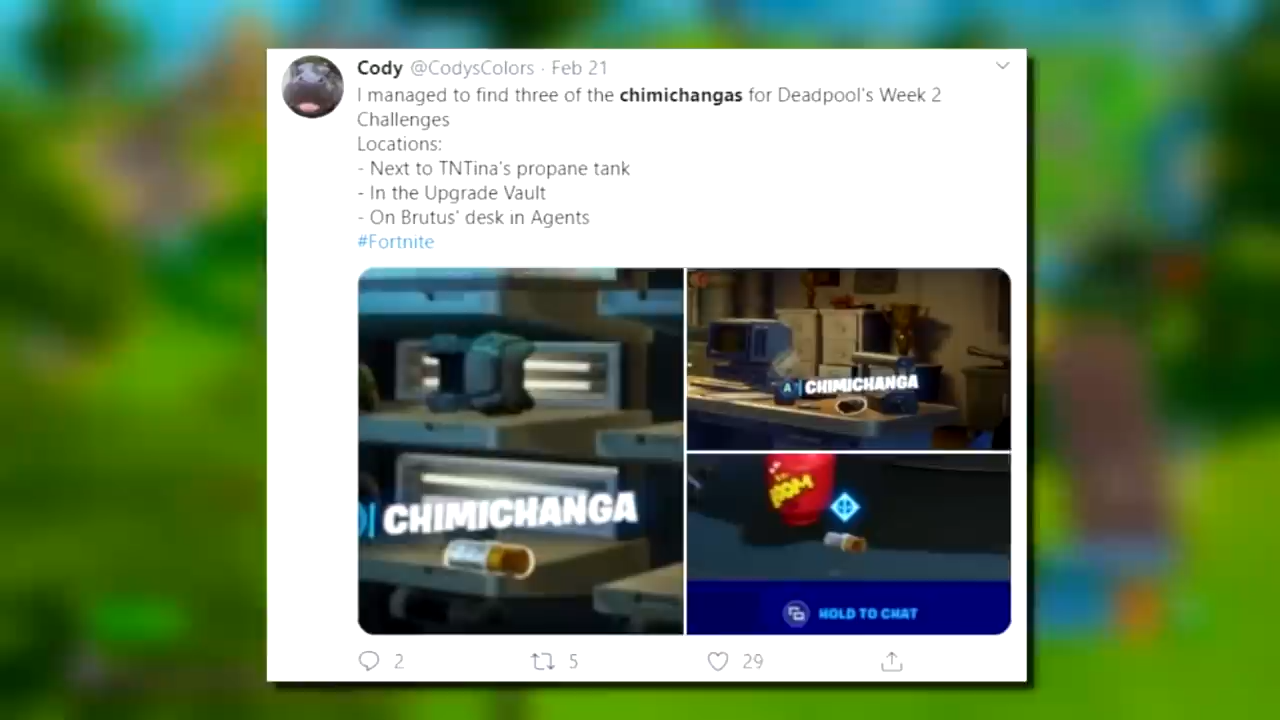 Cody @CodysColors · Feb 21
I managed to find three of the chimichangas for Deadpool's Week 2
Challenges
Locations:
- Next to TNTina's propane tank
- In the Upgrade Vault
- On Brutus' desk in Agents
#Fortnite
CHIMICHANGA
A CHIMICHANGA
BOOM
HOLD TO CHAT
2 5 29